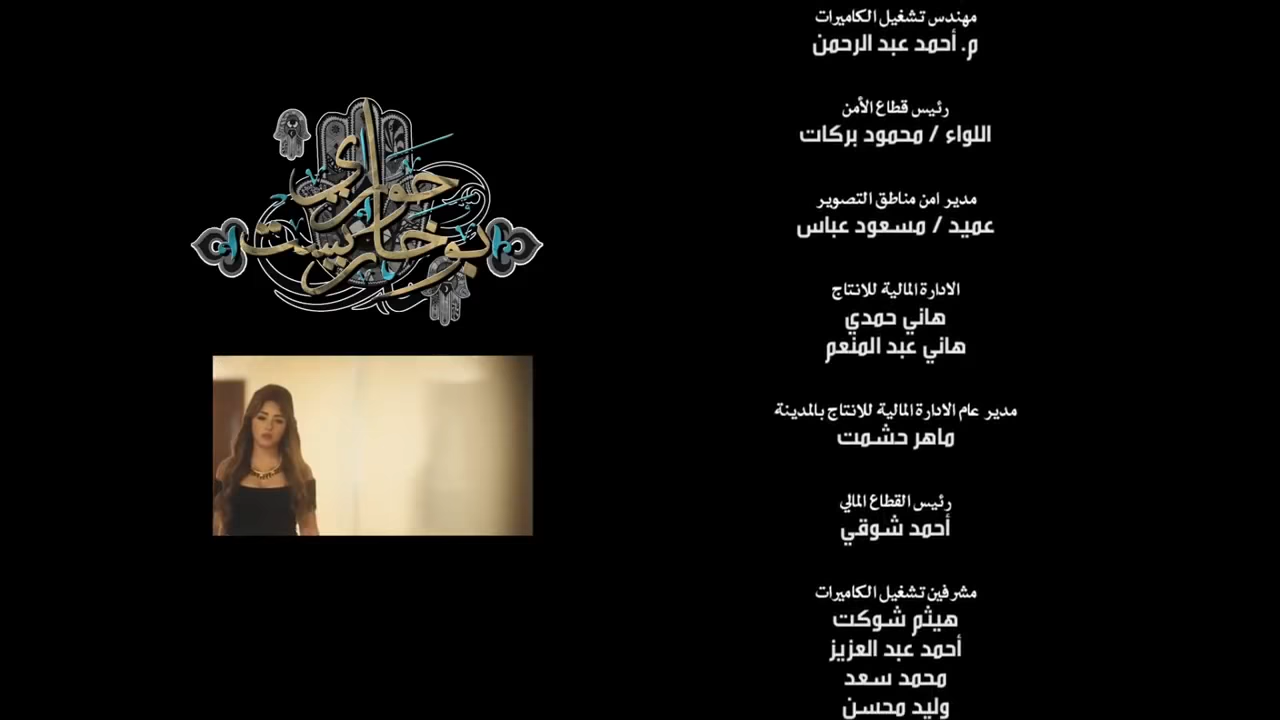 حواري
بوخارست
مهندس تشغيل الكاميرات
م. أحمد عبد الرحمن
رئيس قطاع الأمن
اللواء / محمود بركات
مدير امن مناطق التصوير
عميد / مسعود عباس
الادارة المالية للانتاج
هاني حمدي
هاني عبد المنعم
مدير عام الادارة المالية للانتاج بالمدينة
ماهر حشمت
رئيس القطاع المالي
أحمد شوقي
مشرفين تشغيل الكاميرات
هيثم شوكت
أحمد عبد العزيز
محمد سعد
وليد محسن